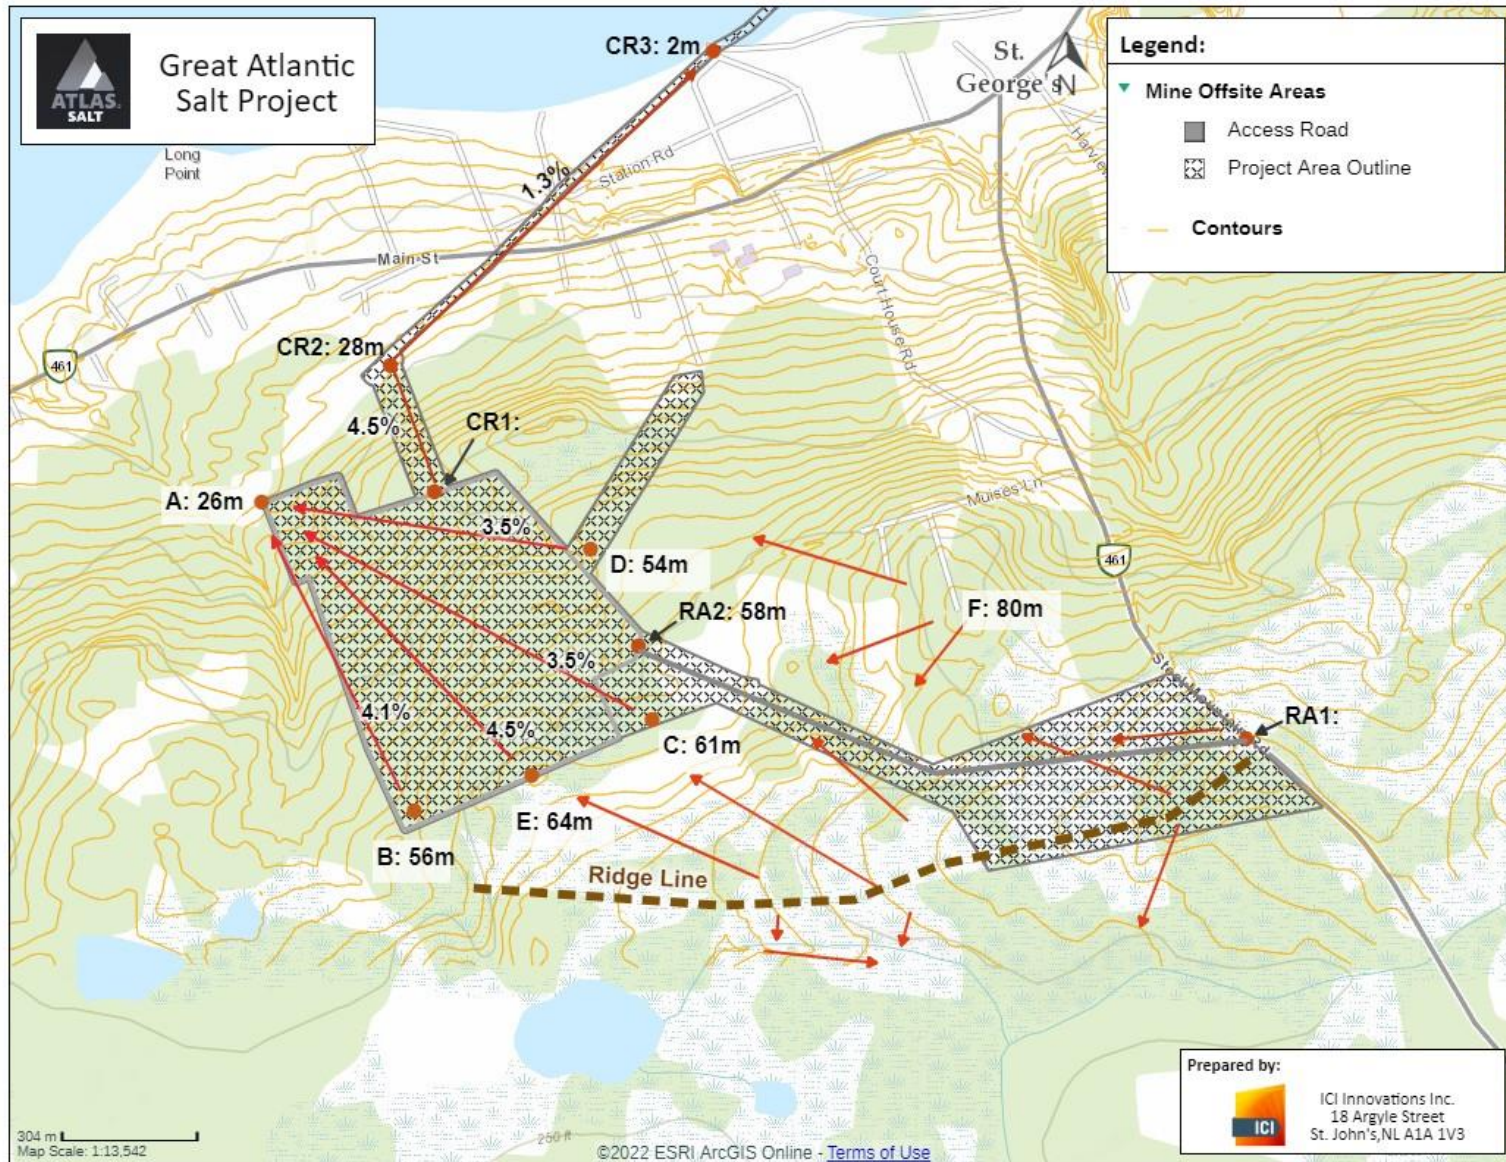 ATLAS.
SALT
Great Atlantic
Salt Project
CR3: 2m
St.
George's
N
Legend:
Mine Offsite Areas
Access Road
Project Area Outline
Contours
Long
Point
1.3%
Station Rd
Main St
Court House Rd
461
CR2: 28m
4.5%
CR1:
A: 26m
3.5%
D: 54m
Muises Ln
461
RA2: 58m
F: 80m
3.5%
4.1%
4.5%
C: 61m
RA1:
E: 64m
B: 56m
Ridge Line
Prepared by:
ICI
ICI Innovations Inc.
18 Argyle Street
St. John's,NL A1A 1V3
304 m
Map Scale: 1:13,542
250 ft
©2022 ESRI ArcGIS Online - Terms of Use